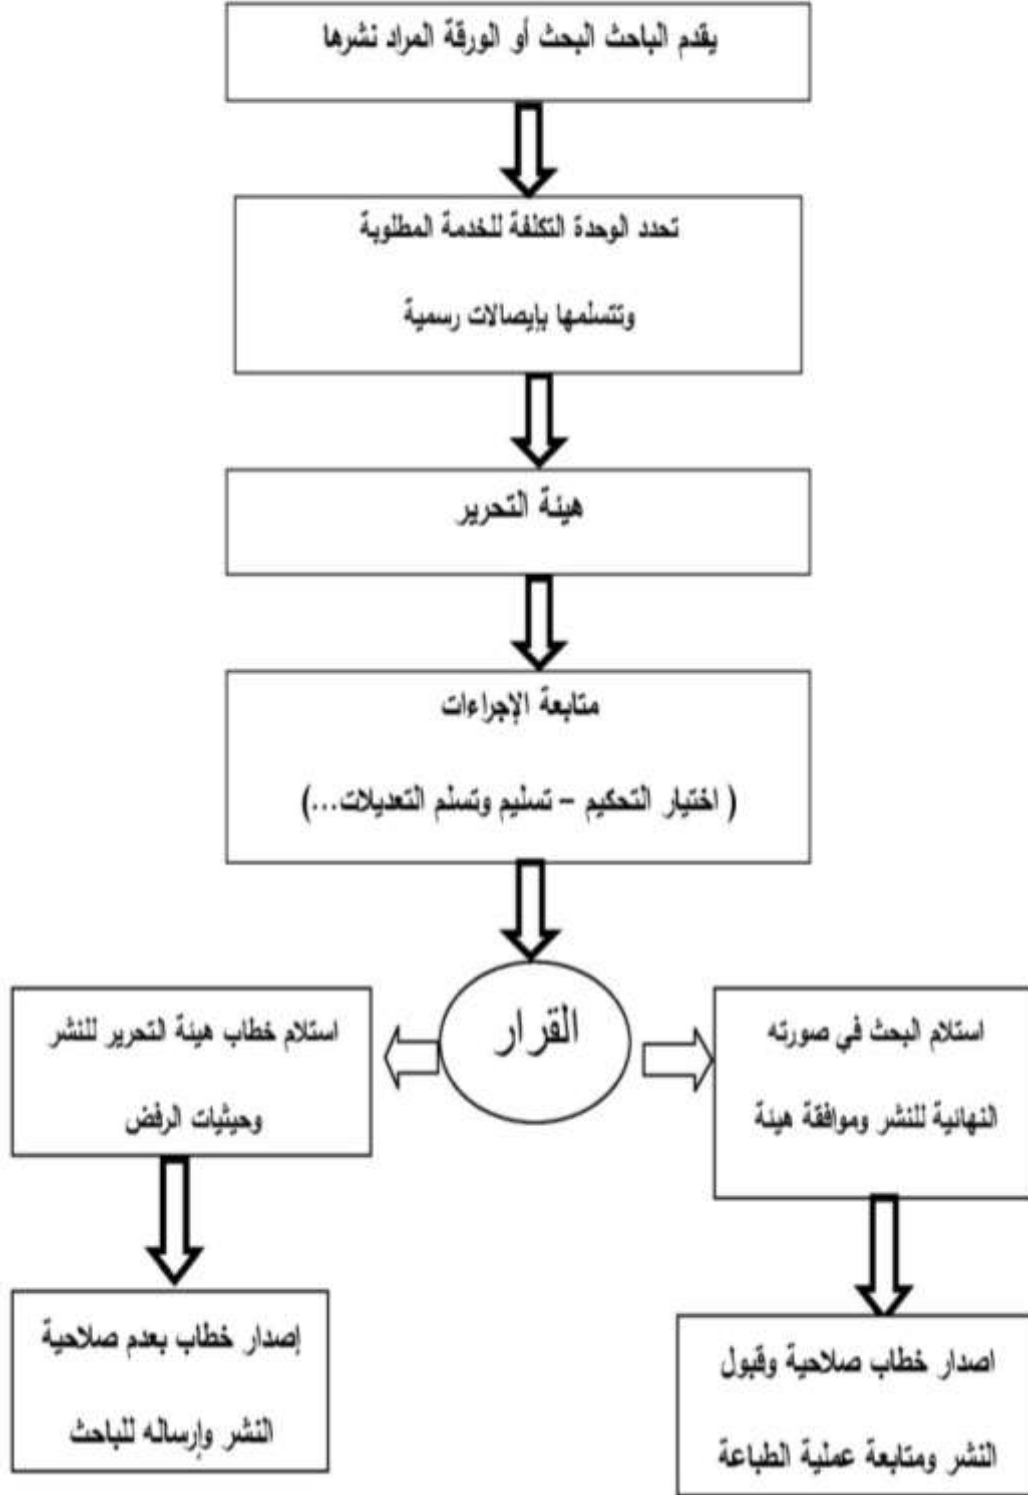 يقدم الباحث البحث أو الورقة المراد نشرها
تحدد الوحدة التكلفة للخدمة المطلوبة
وتتسلمها بإيصالات رسمية
هيئة التحرير
متابعة الإجراءات
( اختيار التحكيم – تسليم وتسلم التعديلات...)
القرار
استلام البحث في صورته
النهائية للنشر وموافقة هيئة
اصدار خطاب صلاحية وقبول
النشر ومتابعة عملية الطباعة
استلام خطاب هيئة التحرير للنشر
وحيثيات الرفض
إصدار خطاب بعدم صلاحية
النشر وإرساله للباحث